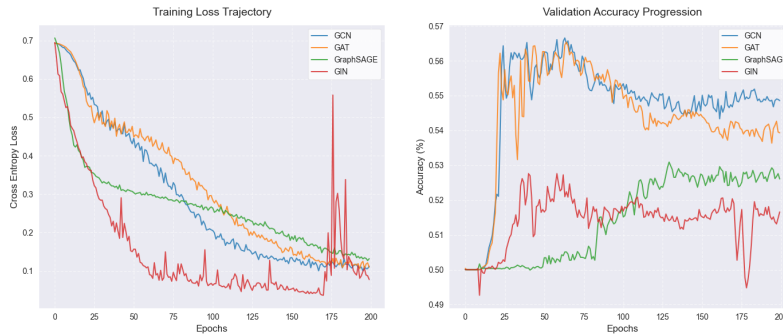 Training Loss Trajectory
GCN
GAT
GraphSAGE
GIN
Cross Entropy Loss
0.7
0.6
0.5
0.4
0.3
0.2
0.1
0 25 50 75 100 125 150 175 200
Epochs
Validation Accuracy Progression
GCN
GAT
GraphSAG
GIN
Accuracy (%)
0.57
0.56
0.55
0.54
0.53
0.52
0.51
0.50
0.49
0 25 50 75 100 125 150 175 20
Epochs